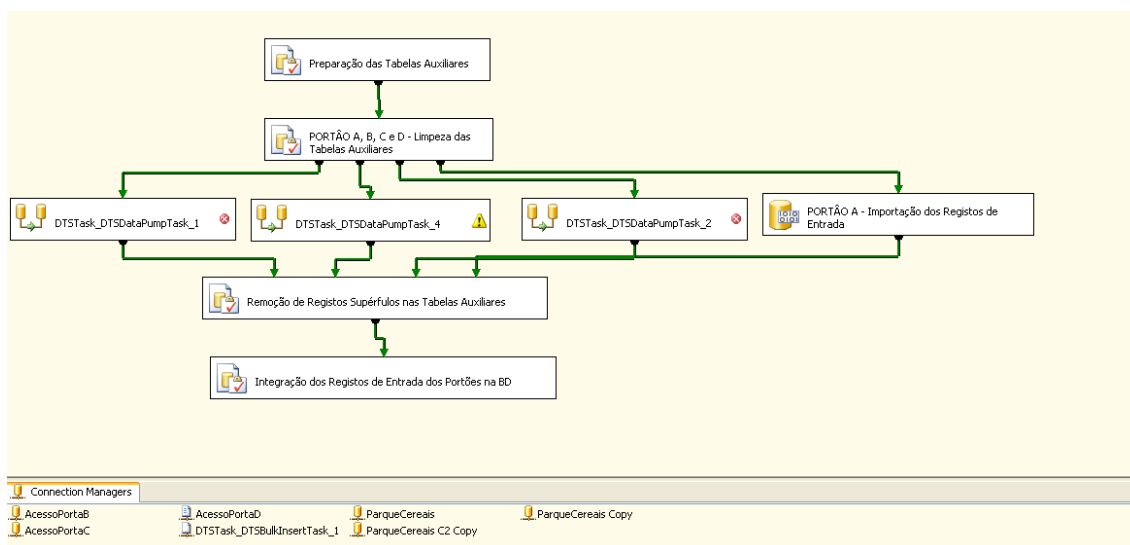 Preparação das Tabelas Auxiliares
PORTÂO A, B, C e D - Limpeza das
Tabelas Auxiliares
DTSTask_DTSDataPumpTask_1
DTSTask_DTSDataPumpTask_4
DTSTask_DTSDataPumpTask_2
PORTÂO A - Importação dos Registos de
Entrada
Remoção de Registos Supérfulos nas Tabelas Auxiliares
Integração dos Registos de Entrada dos Portões na BD
Connection Managers
AcessoPortaB
AcessoPortaD
ParqueCereais
ParqueCereais Copy
AcessoPortaC
DTSTask_DTSBulkInsertTask_1
ParqueCereais C2 Copy